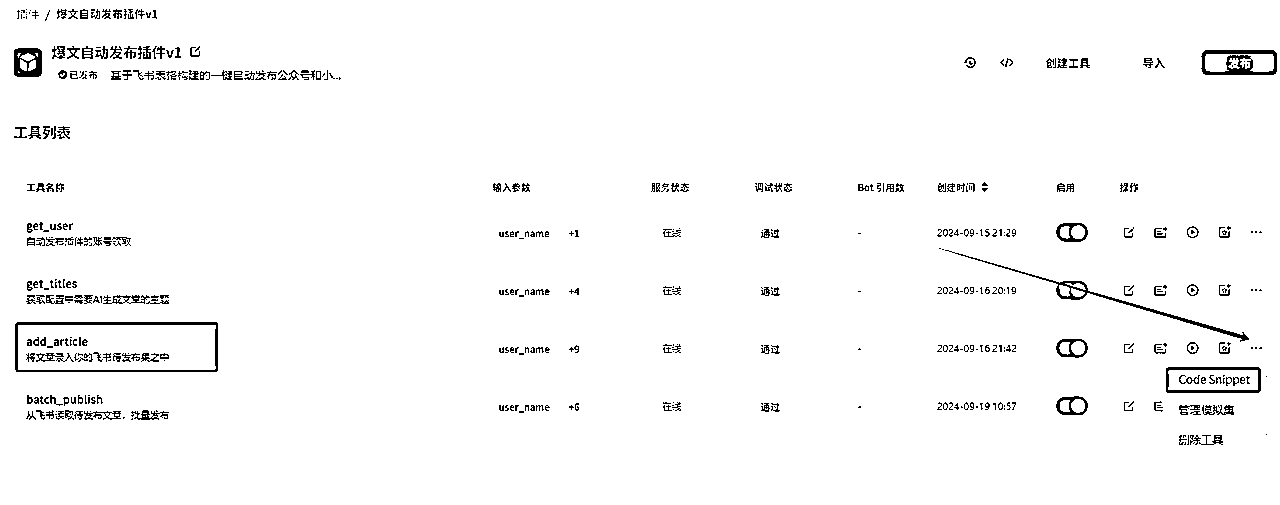 插件 / 爆文自动发布插件v1
爆文自动发布插件v1
已发布 基于飞书表格构建的一键自动发布公众号和小...
创建工具 导入 发布
工具列表
工具名称 输入参数 服务状态 调试状态 Bot 引用数 创建时间 启用 操作
get_user
自动发布插件的账号领取
user_name +1 在线 通过 - 2024-09-15 21:29
get_titles
获取配置中需要AI生成文章的主题
user_name +4 在线 通过 - 2024-09-16 20:19
add_article
将文章录入你的飞书待发布集之中
user_name +9 在线 通过 - 2024-09-16 21:42
Code Snippet
batch_publish
从飞书读取待发布文章，批量发布
user_name +6 在线 通过 - 2024-09-19 10:57
管理模拟集
删除工具